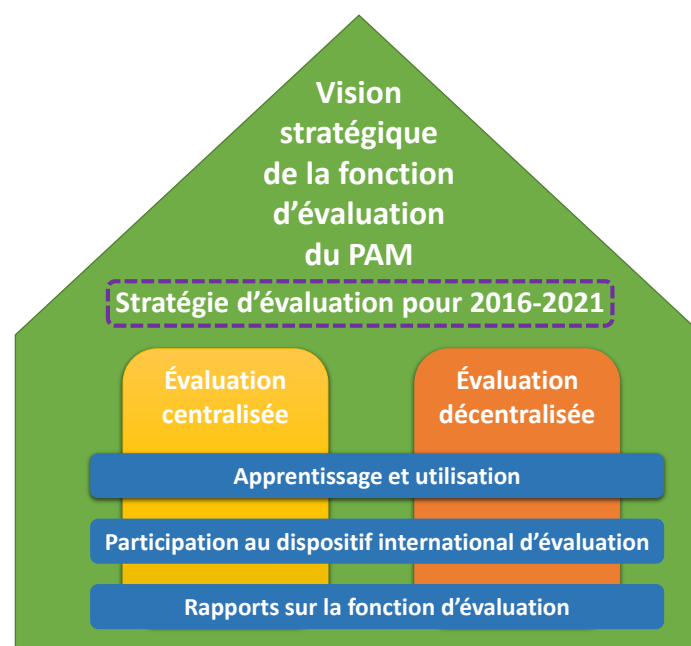 Vision
stratégique
de la fonction
d’évaluation
du PAM
Stratégie d’évaluation pour 2016-2021
Évaluation
centralisée
Évaluation
décentralisée
Apprentissage et utilisation
Participation au dispositif international d’évaluation
Rapports sur la fonction d’évaluation